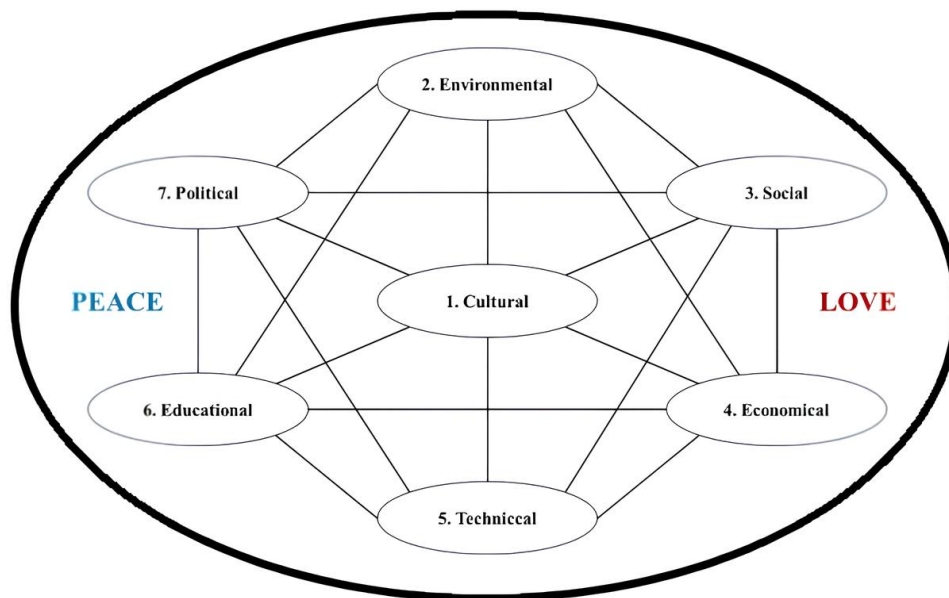 2. Environmental
7. Political
3. Social
PEACE
1. Cultural
LOVE
6. Educational
4. Economical
5. Techniccal